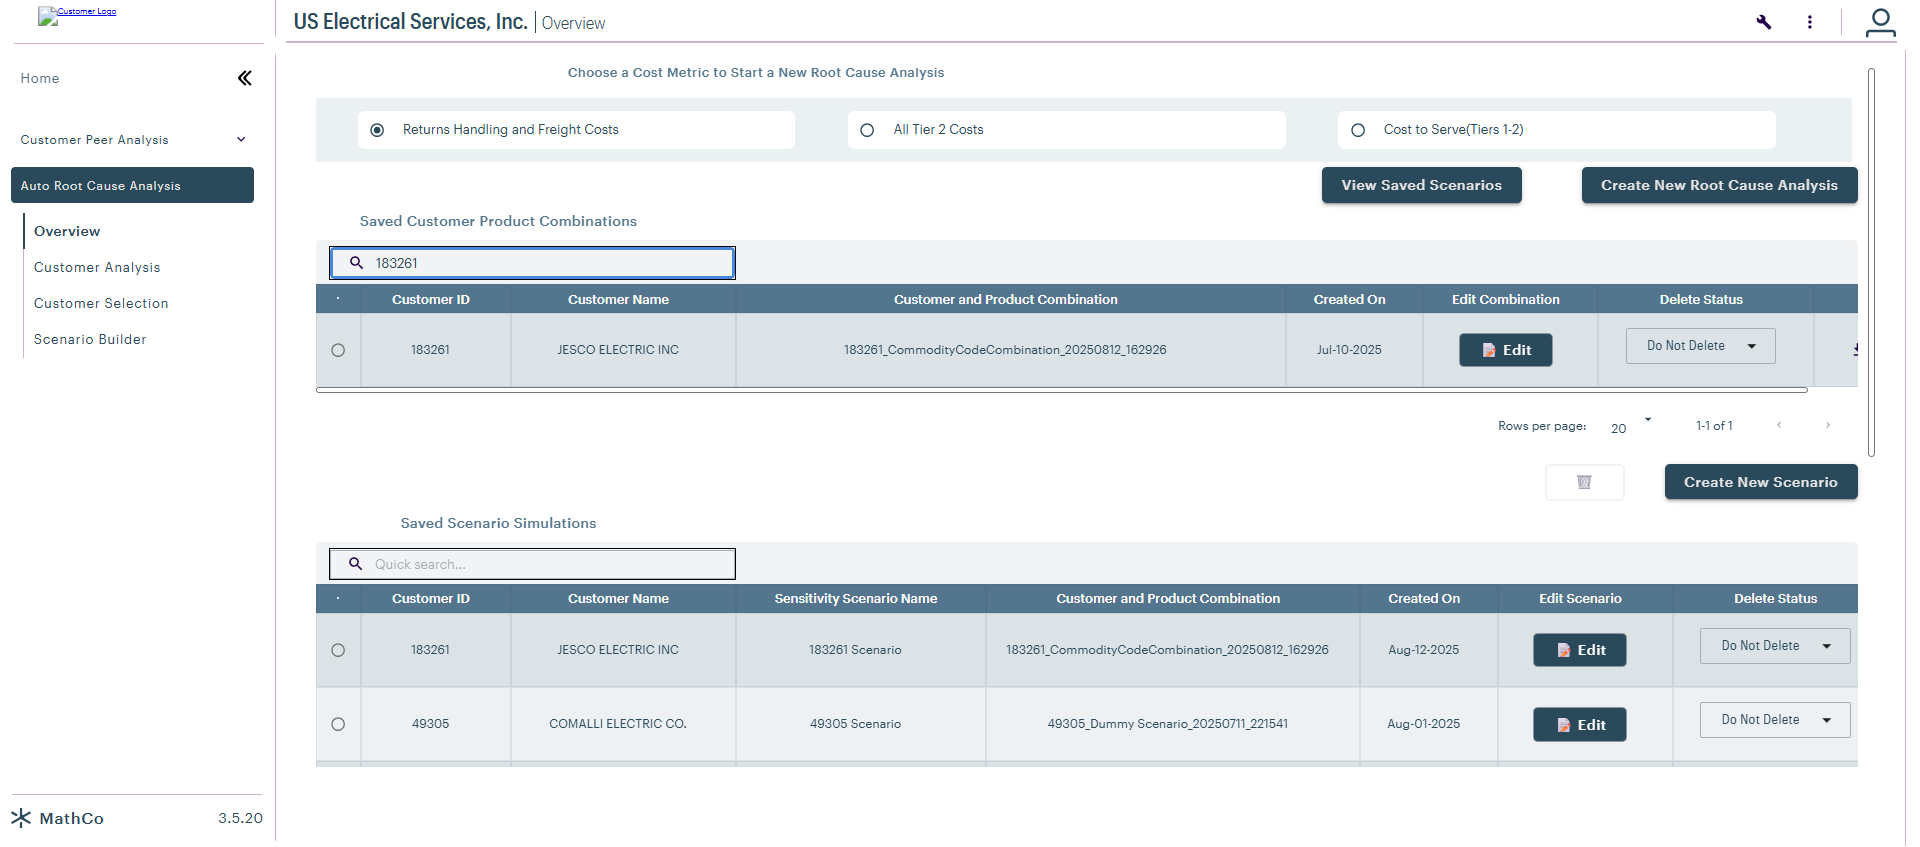 Customer Logo
US Electrical Services, Inc. Overview
Home
Choose a Cost Metric to Start a New Root Cause Analysis
Customer Peer Analysis
Returns Handling and Freight Costs
All Tier 2 Costs
Cost to Serve(Tiers 1-2)
Auto Root Cause Analysis
View Saved Scenarios
Create New Root Cause Analysis
Overview
Customer Analysis
Customer Selection
Scenario Builder
Saved Customer Product Combinations
183261
Customer ID Customer Name Customer and Product Combination Created On Edit Combination Delete Status
183261 JESCO ELECTRIC INC 183261_CommodityCodeCombination_20250812_162926 Jul-10-2025 Edit Do Not Delete
Rows per page: 20 1-1 of 1
Create New Scenario
Saved Scenario Simulations
Quick search...
Customer ID Customer Name Sensitivity Scenario Name Customer and Product Combination Created On Edit Scenario Delete Status
183261 JESCO ELECTRIC INC 183261 Scenario 183261_CommodityCodeCombination_20250812_162926 Aug-12-2025 Edit Do Not Delete
49305 COMALLI ELECTRIC CO. 49305 Scenario 49305_Dummy Scenario_20250711_221541 Aug-01-2025 Edit Do Not Delete
MathCo 3.5.20